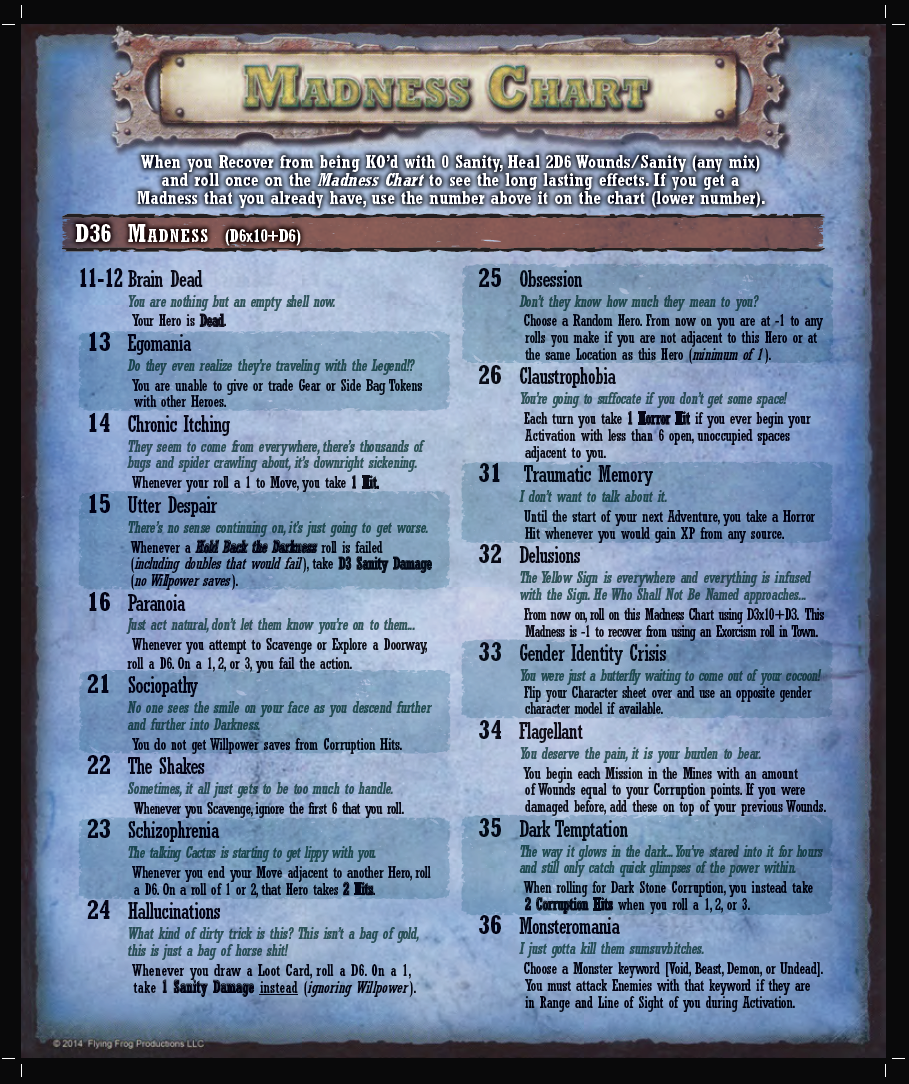 Madness Chart
When you Recover from being KO'd with 0 Sanity, Heal 2D6 Wounds/Sanity (any mix)
and roll once on the Madness Chart to see the long lasting effects. If you get a
Madness that you already have, use the number above it on the chart (lower number).
D36 Madness (D6x10+D6)
11-12 Brain Dead
You are nothing but an empty shell now.
Your Hero is Dead.
13 Egomania
Do they even realize they're traveling with the Legend!?
You are unable to give or trade Gear or Side Bag Tokens
with other Heroes.
14 Chronic Itching
They seem to come from everywhere, there's thousands of
bugs and spider crawling about, it's downright sickening.
Whenever your roll a 1 to Move, you take 1 Hit.
15 Utter Despair
There's no sense continuing on, it's just going to get worse.
Whenever a Hold Back the Darkness roll is failed
(including doubles that would fail), take D3 Sanity Damage
(no Willpower saves).
16 Paranoia
Just act natural, don't let them know you're on to them...
Whenever you attempt to Scavenge or Explore a Doorway,
roll a D6. On a 1, 2, or 3, you fail the action.
21 Sociopathy
No one sees the smile on your face as you descend further
and further into Darkness.
You do not get Willpower saves from Corruption Hits.
22 The Shakes
Sometimes, it all just gets to be too much to handle.
Whenever you Scavenge, ignore the first 6 that you roll.
23 Schizophrenia
The talking Cactus is starting to get lippy with you.
Whenever you end your Move adjacent to another Hero, roll
a D6. On a roll of 1 or 2, that Hero takes 2 Hits.
24 Hallucinations
What kind of dirty trick is this? This isn't a bag of gold,
this is just a bag of horse shit!
Whenever you draw a Loot Card, roll a D6. On a 1,
take 1 Sanity Damage instead (ignoring Willpower).
25 Obsession
Don't they know how much they mean to you?
Choose a Random Hero. From now on you are at -1 to any
rolls you make if you are not adjacent to this Hero or at
the same Location as this Hero (minimum of 1).
26 Claustrophobia
You're going to suffocate if you don't get some space!
Each turn you take 1 Horror Hit if you ever begin your
Activation with less than 6 open, unoccupied spaces
adjacent to you.
31 Traumatic Memory
I don't want to talk about it.
Until the start of your next Adventure, you take a Horror
Hit whenever you would gain XP from any source.
32 Delusions
The Yellow Sign is everywhere and everything is infused
with the Sign. He Who Shall Not Be Named approaches...
From now on, roll on this Madness Chart using D3x10+D3. This
Madness is -1 to recover from using an Exorcism roll in Town.
33 Gender Identity Crisis
You were just a butterfly waiting to come out of your cocoon!
Flip your Character sheet over and use an opposite gender
character model if available.
34 Flagellant
You deserve the pain, it is your burden to bear.
You begin each Mission in the Mines with an amount
of Wounds equal to your Corruption points. If you were
damaged before, add these on top of your previous Wounds.
35 Dark Temptation
The way it glows in the dark... You've stared into it for hours
and still only catch quick glimpses of the power within.
When rolling for Dark Stone Corruption, you instead take
2 Corruption Hits when you roll a 1, 2, or 3.
36 Monsteromania
I just gotta kill them sumsuvbitches.
Choose a Monster keyword [Void, Beast, Demon, or Undead].
You must attack Enemies with that keyword if they are
in Range and Line of Sight of you during Activation.
© 2014 Flying Frog Productions LLC